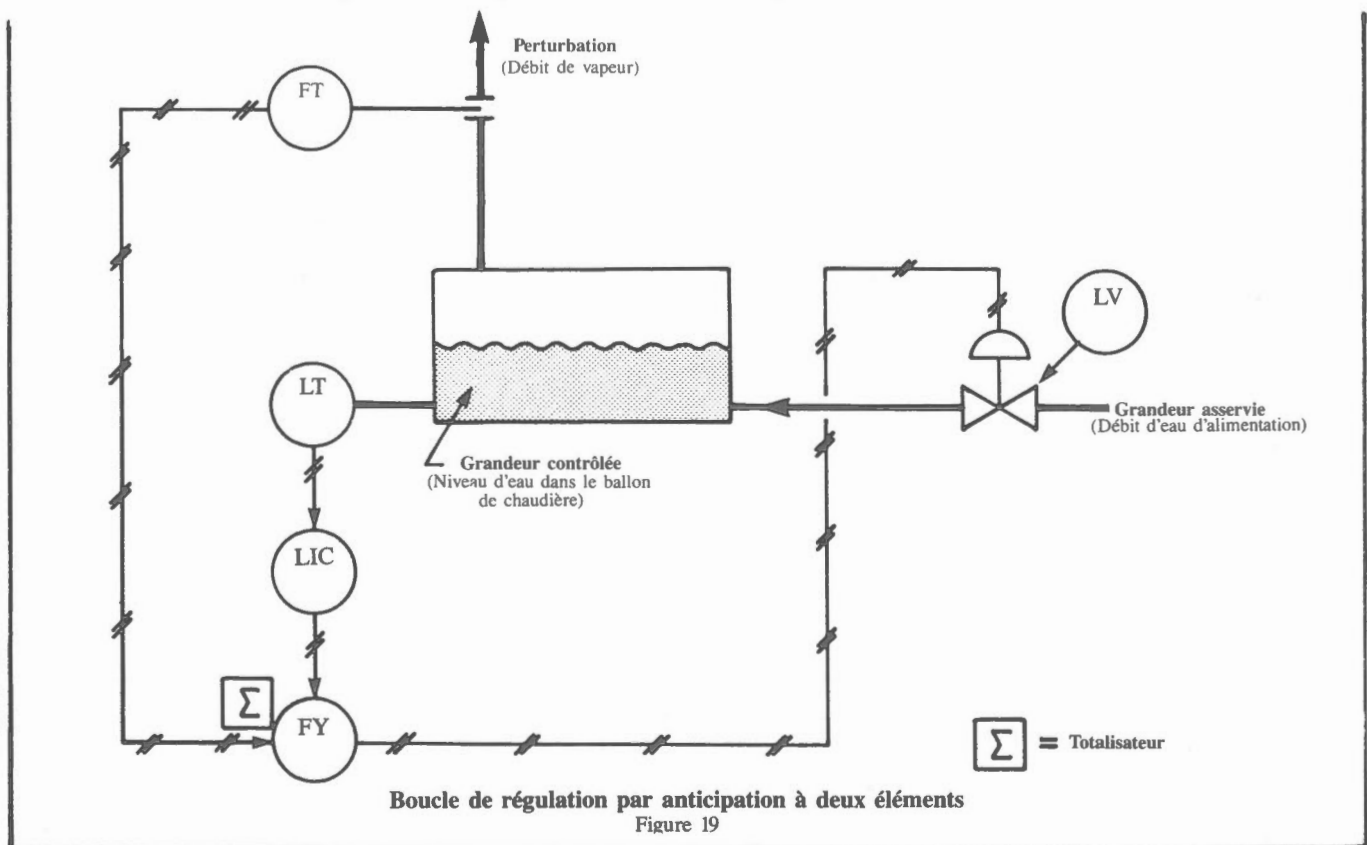 Perturbation
(Débit de vapeur)
FT
LV
LT
Grandeur asservie
(Débit d'eau d'alimentation)
Grandeur contrôlée
(Niveau d'eau dans le ballon
de chaudière)
LIC
Σ
FY
Σ = Totalisateur
Boucle de régulation par anticipation à deux éléments
Figure 19